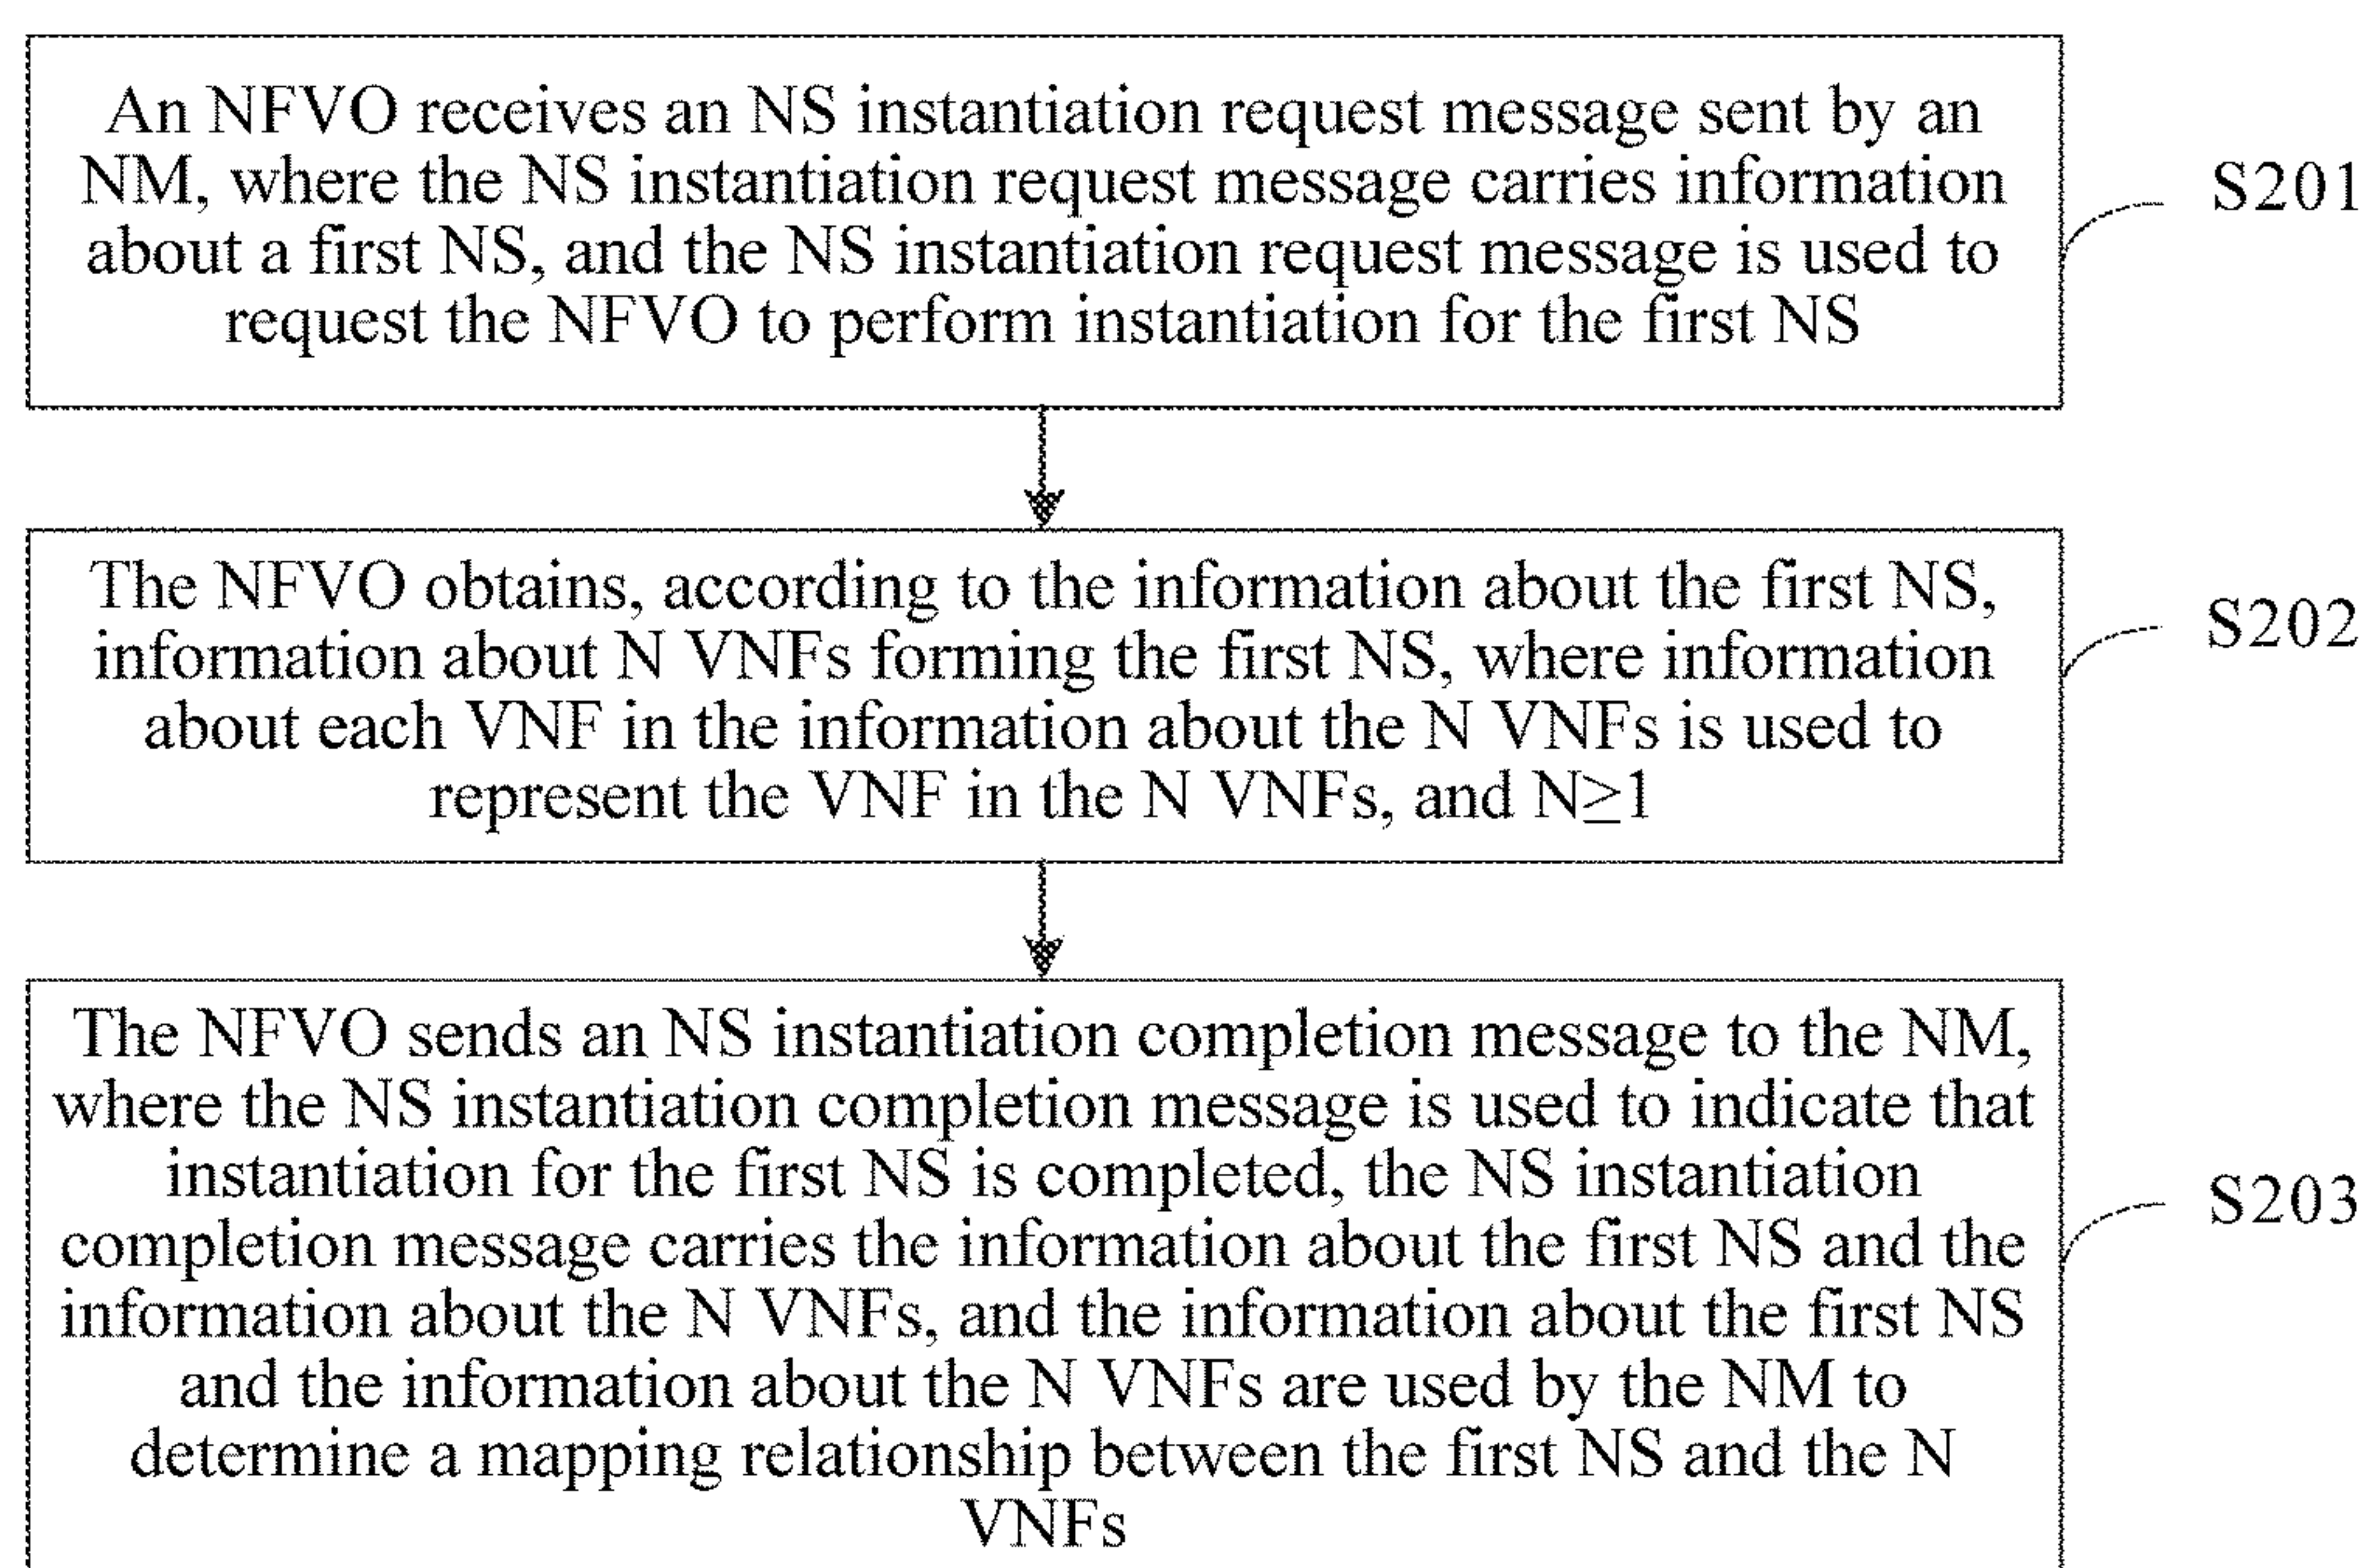 An NFVO receives an NS instantiation request message sent by an
NM, where the NS instantiation request message carries information
about a first NS, and the NS instantiation request message is used to
request the NFVO to perform instantiation for the first NS
S201
The NFVO obtains, according to the information about the first NS,
information about N VNFs forming the first NS, where information
about each VNF in the information about the N VNFs is used to
represent the VNF in the N VNFs, and N≥1
S202
The NFVO sends an NS instantiation completion message to the NM,
where the NS instantiation completion message is used to indicate that
instantiation for the first NS is completed, the NS instantiation
completion message carries the information about the first NS and the
information about the N VNFs, and the information about the first NS
and the information about the N VNFs are used by the NM to
determine a mapping relationship between the first NS and the N
VNFs
S203